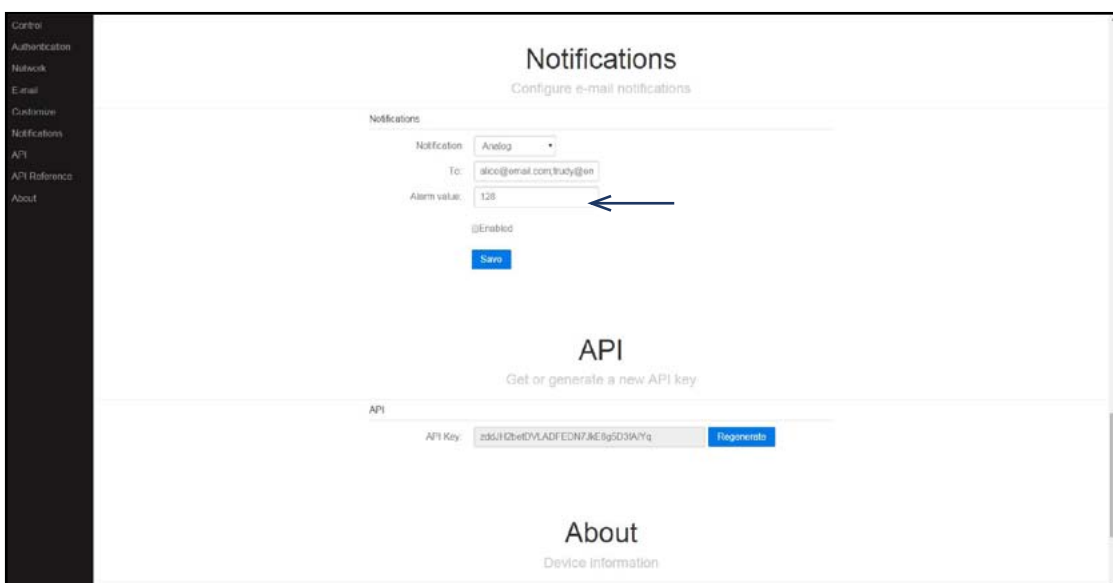 Control
Authentication
Network
E-mail
Customize
Notifications
API
API Reference
About
Notifications
Configure e-mail notifications
Notifications
Notification: Analog
To: alice@email.com;trudy@em
Alarm value: 128
Enabled
Save
API
Get or generate a new API key
API
API Key: Regenerate
About
Device Information